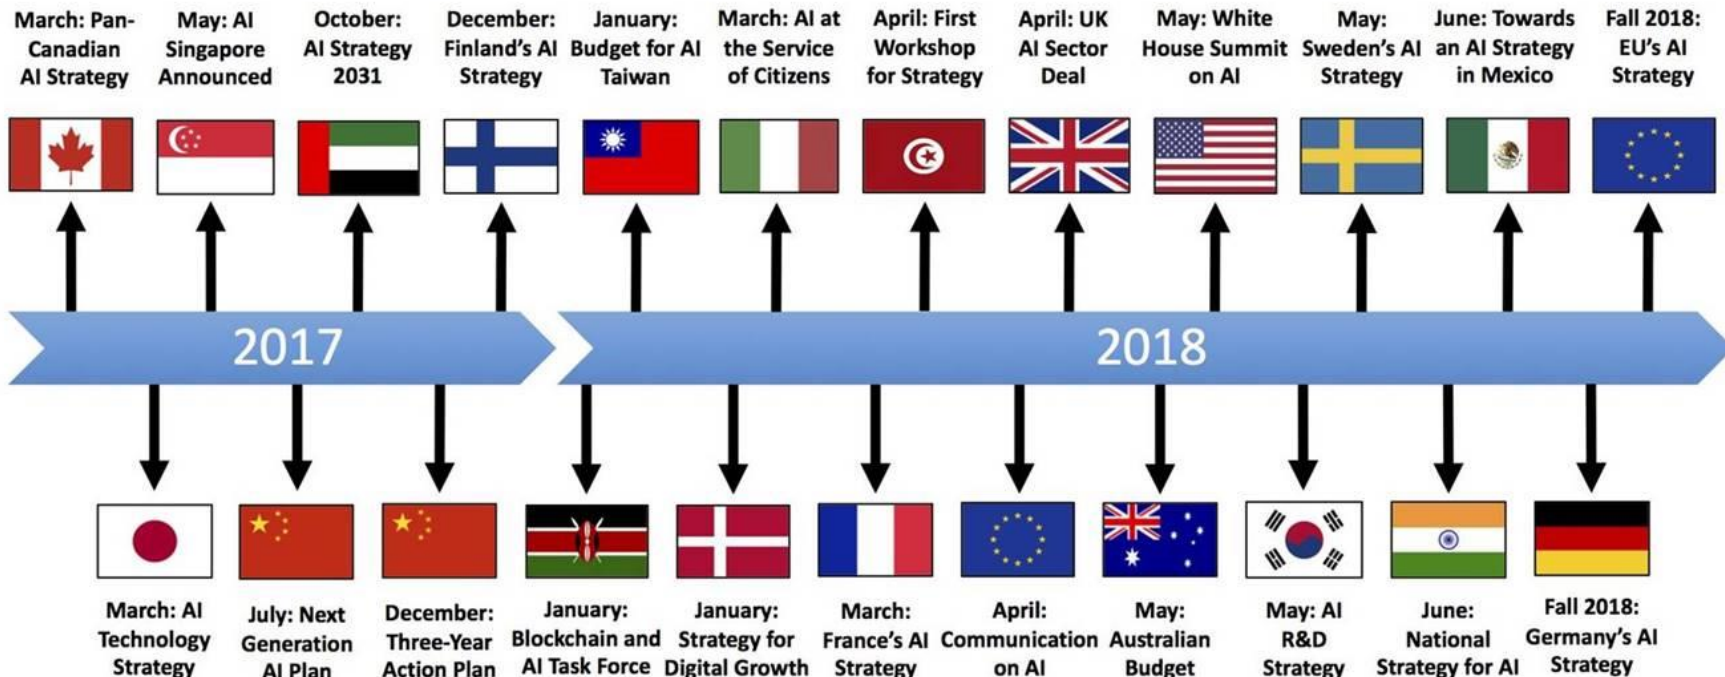 March: Pan-
Canadian
AI Strategy
May: AI
Singapore
Announced
October:
AI Strategy
2031
December:
Finland's AI
Strategy
January:
Budget for AI
Taiwan
March: AI at
the Service
of Citizens
April: First
Workshop
for Strategy
April: UK
AI Sector
Deal
May: White
House Summit
on AI
May:
Sweden's AI
Strategy
June: Towards
an AI Strategy
in Mexico
Fall 2018:
EU's AI
Strategy
2017
2018
March: AI
Technology
Strategy
July: Next
Generation
AI Plan
December:
Three-Year
Action Plan
January:
Blockchain and
AI Task Force
January:
Strategy for
Digital Growth
March:
France's AI
Strategy
April:
Communication
on AI
May:
Australian
Budget
May: AI
R&D
Strategy
June:
National
Strategy for AI
Fall 2018:
Germany's AI
Strategy